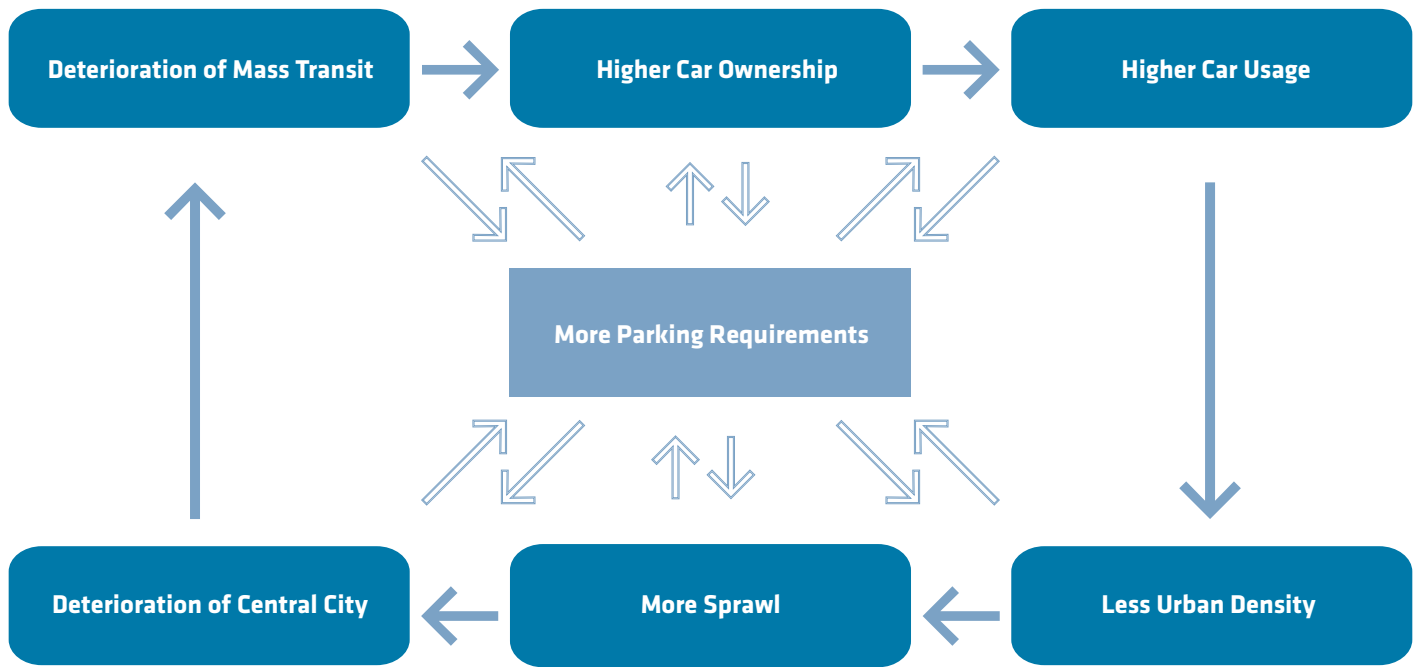 Deterioration of Mass Transit
Higher Car Ownership
Higher Car Usage
More Parking Requirements
Deterioration of Central City
More Sprawl
Less Urban Density